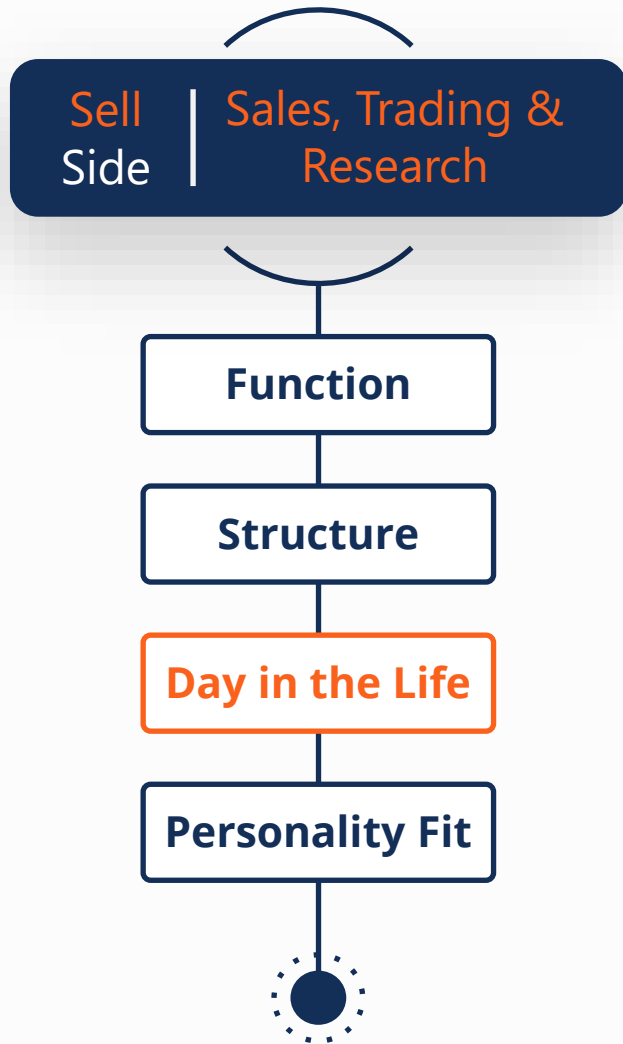 Sell
Side
Sales, Trading &
Research
Function
Structure
Day in the Life
Personality Fit